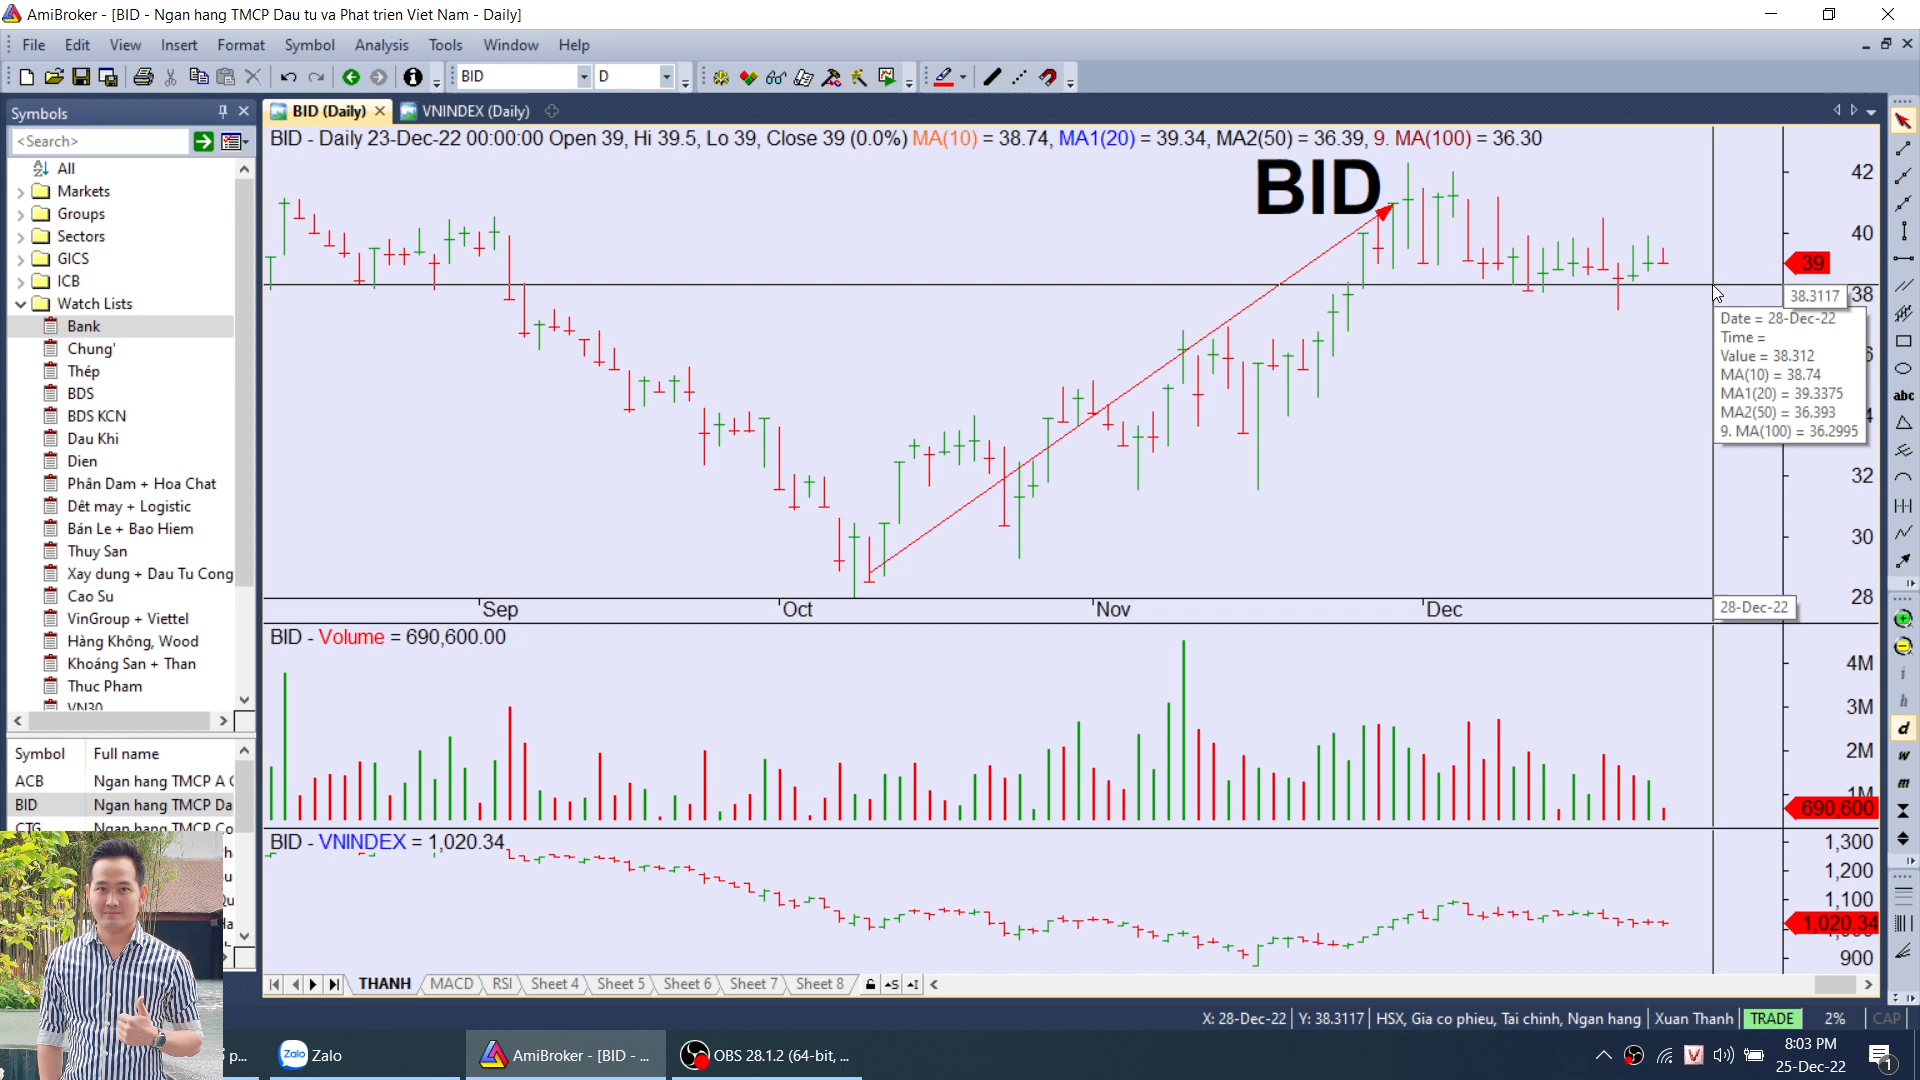 AmiBroker - [BID - Ngan hang TMCP Dau tu va Phat trien Viet Nam - Daily]
File Edit View Insert Format Symbol Analysis Tools Window Help
BID D
Symbols
BID (Daily) VNINDEX (Daily)
<Search>
All
Markets
Groups
Sectors
GICS
ICB
Watch Lists
Bank
Chung'
Thép
BDS
BDS KCN
Dau Khi
Dien
Phân Dam + Hoa Chat
Dêt may + Logistic
Bán Le + Bao Hiem
Thuy San
Xay dung + Dau Tu Cong
Cao Su
VinGroup + Viettel
Hàng Không, Wood
Khoáng San + Than
Thuc Pham
VN30
Symbol Full name
ACB Ngan hang TMCP A C
BID Ngan hang TMCP Da
CTG Ngan hang TMCP Co
BID - Daily 23-Dec-22 00:00:00 Open 39, Hi 39.5, Lo 39, Close 39 (0.0%) MA(10) = 38.74, MA1(20) = 39.34, MA2(50) = 36.39, 9. MA(100) = 36.30
BID
42
40
39
38.3117
38
Date = 28-Dec-22
Time =
Value = 38.312
MA(10) = 38.74
MA1(20) = 39.3375
MA2(50) = 36.393
9. MA(100) = 36.2995
32
30
28
Sep Oct Nov Dec 28-Dec-22
BID - Volume = 690,600.00
4M
3M
2M
1M
690,600
BID - VNINDEX = 1,020.34
1,300
1,200
1,100
1,020.34
900
abc
i
h
d
w
m
THANH MACD RSI Sheet 4 Sheet 5 Sheet 6 Sheet 7 Sheet 8
X: 28-Dec-22 Y: 38.3117 HSX, Gia co phieu, Tai chinh, Ngan hang Xuan Thanh TRADE 2% CAP
p... Zalo Zalo AmiBroker - [BID - ... OBS 28.1.2 (64-bit, ...
8:03 PM
25-Dec-22
1